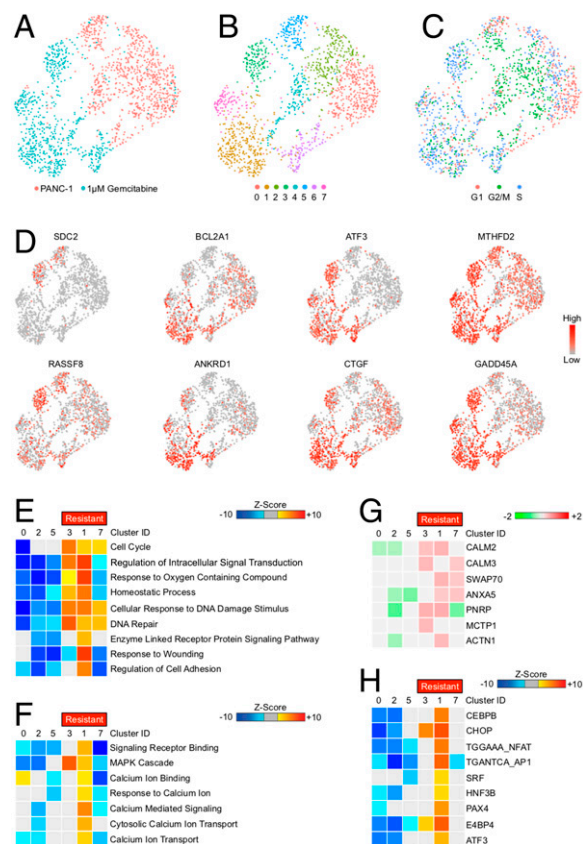 A
B
C
PANC-1 1μM Gemcitabine
0 1 2 3 4 5 6 7
G1 G2/M S
D
SDC2 BCL2A1 ATF3 MTHFD2
High
Low
RASSF8 ANKRD1 CTGF GADD45A
E
Z-Score
-10 +10
Resistant
0 2 5 3 1 7 Cluster ID
Cell Cycle
Regulation of Intracellular Signal Transduction
Response to Oxygen Containing Compound
Homeostatic Process
Cellular Response to DNA Damage Stimulus
DNA Repair
Enzyme Linked Receptor Protein Signaling Pathway
Response to Wounding
Regulation of Cell Adhesion
F
Z-Score
-10 +10
Resistant
0 2 5 3 1 7 Cluster ID
Signaling Receptor Binding
MAPK Cascade
Calcium Ion Binding
Response to Calcium Ion
Calcium Mediated Signaling
Cytosolic Calcium Ion Transport
Calcium Ion Transport
G
-2 +2
Resistant
0 2 5 3 1 7 Cluster ID
CALM2
CALM3
SWAP70
ANXA5
PNRP
MCTP1
ACTN1
H
Z-Score
-10 +10
Resistant
0 2 5 3 1 7 Cluster ID
CEBPB
CHOP
TGGAAA_NFAT
TGANTCA_AP1
SRF
HNF3B
PAX4
E4BP4
ATF3